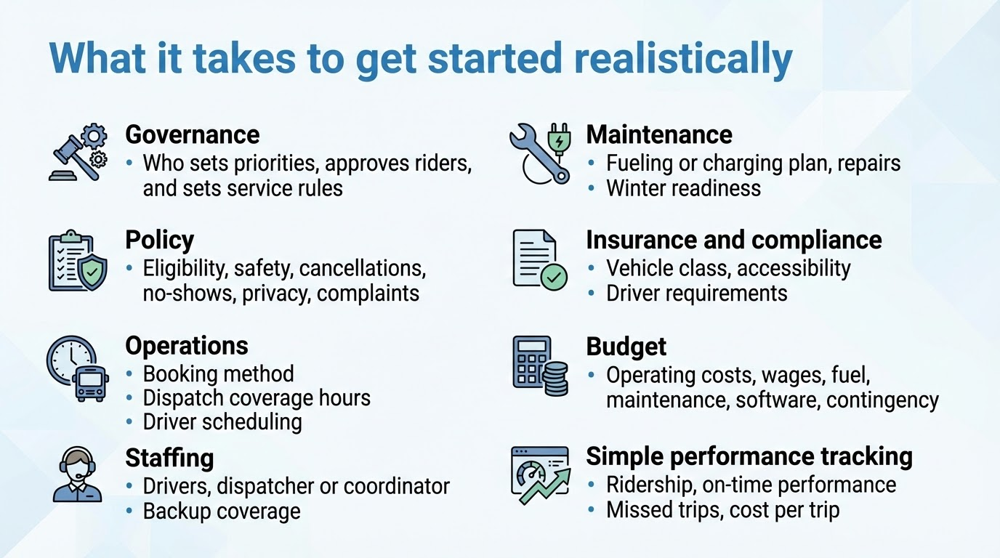 What it takes to get started realistically
Governance
• Who sets priorities, approves riders,
and sets service rules
Policy
• Eligibility, safety, cancellations,
no-shows, privacy, complaints
Operations
• Booking method
• Dispatch coverage hours
• Driver scheduling
Staffing
• Drivers, dispatcher or coordinator
• Backup coverage
Maintenance
• Fueling or charging plan, repairs
• Winter readiness
Insurance and compliance
• Vehicle class, accessibility
• Driver requirements
Budget
• Operating costs, wages, fuel,
maintenance, software, contingency
Simple performance tracking
• Ridership, on-time performance
• Missed trips, cost per trip